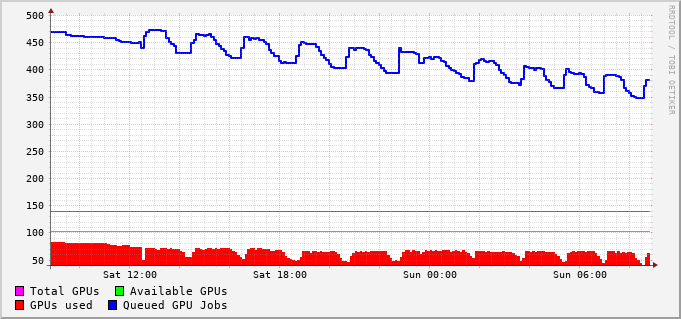 500
450
400
350
300
250
200
150
100
50
Sat 12:00 Sat 18:00 Sun 00:00 Sun 06:00
Total GPUs Available GPUs
GPUs used Queued GPU Jobs
RRDTOOL / TOBI OETIKER